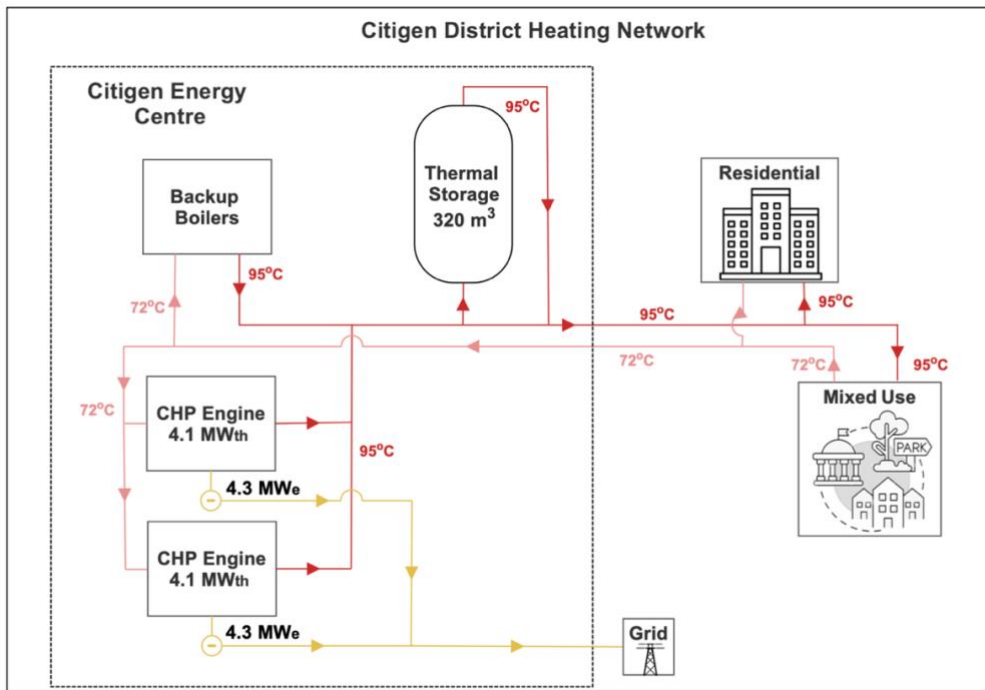 Citigen District Heating Network
Citigen Energy
Centre
Backup
Boilers
Thermal
Storage
320 m³
95°C
Residential
95°C
72°C
95°C
95°C
72°C
72°C
95°C
72°C
CHP Engine
4.1 MWth
95°C
Mixed Use
PARK
4.3 MWe
CHP Engine
4.1 MWth
4.3 MWe
Grid